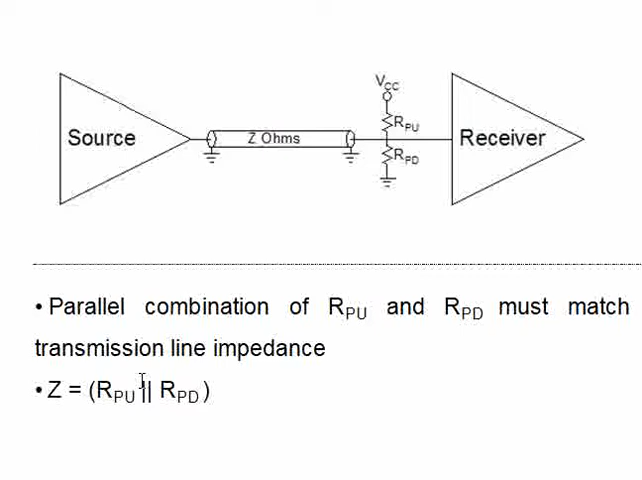 V_CC
R_PU
Source
Z Ohms
Receiver
R_PD
• Parallel combination of R_PU and R_PD must match
transmission line impedance
• Z = (R_PU || R_PD )